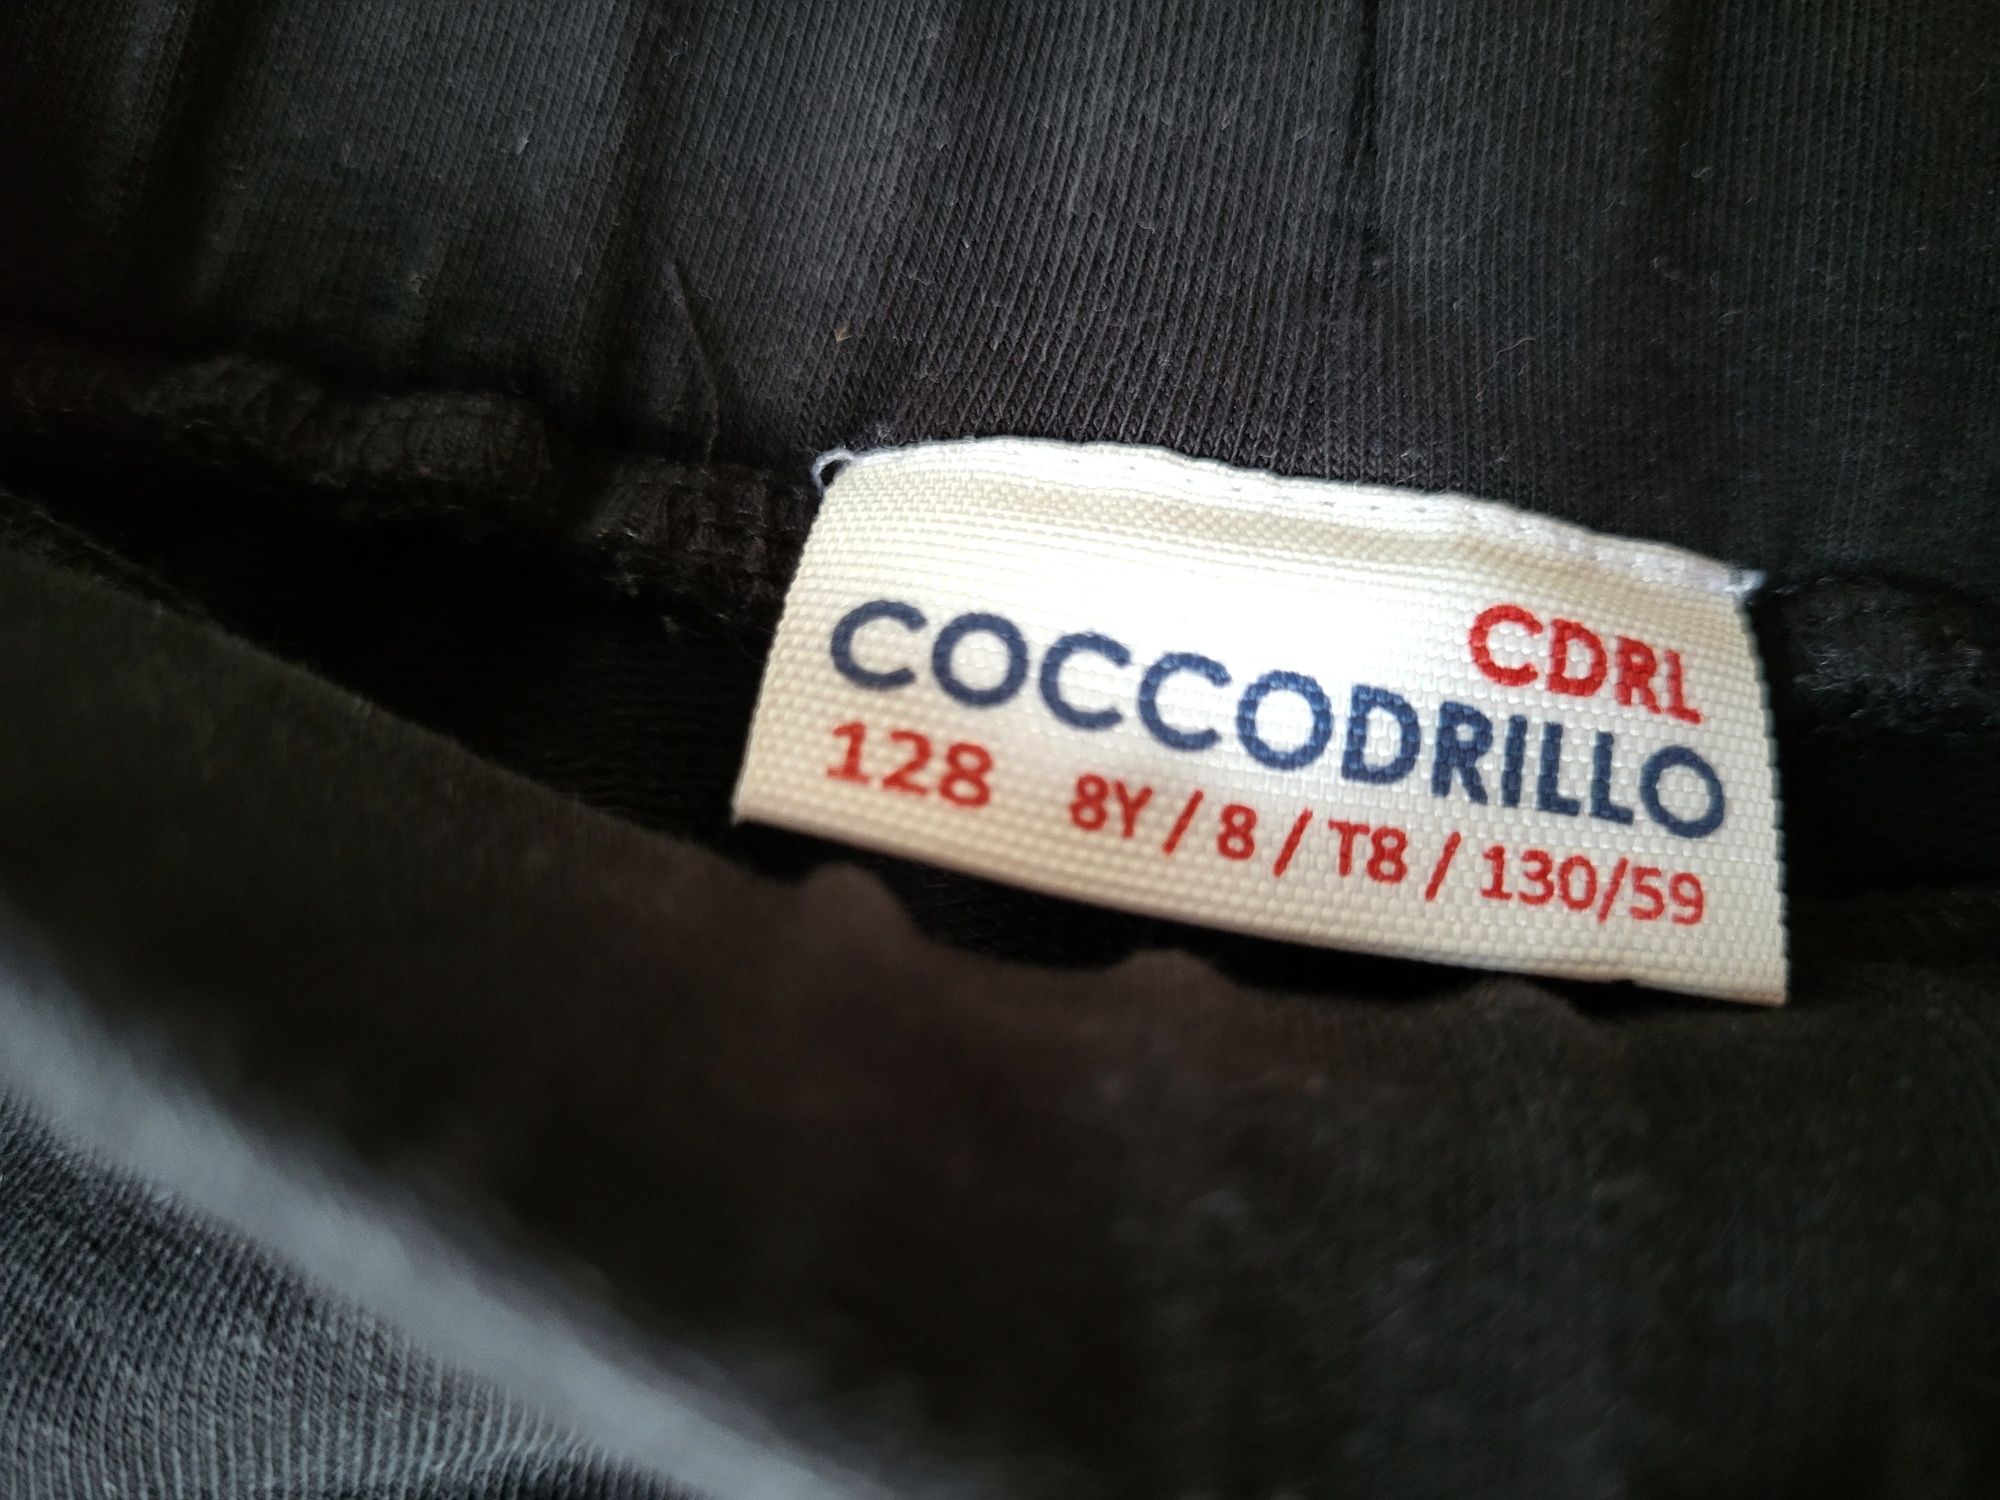 CDRL
COCCODRILLO
128 8Y / 8 / T8 / 130/59